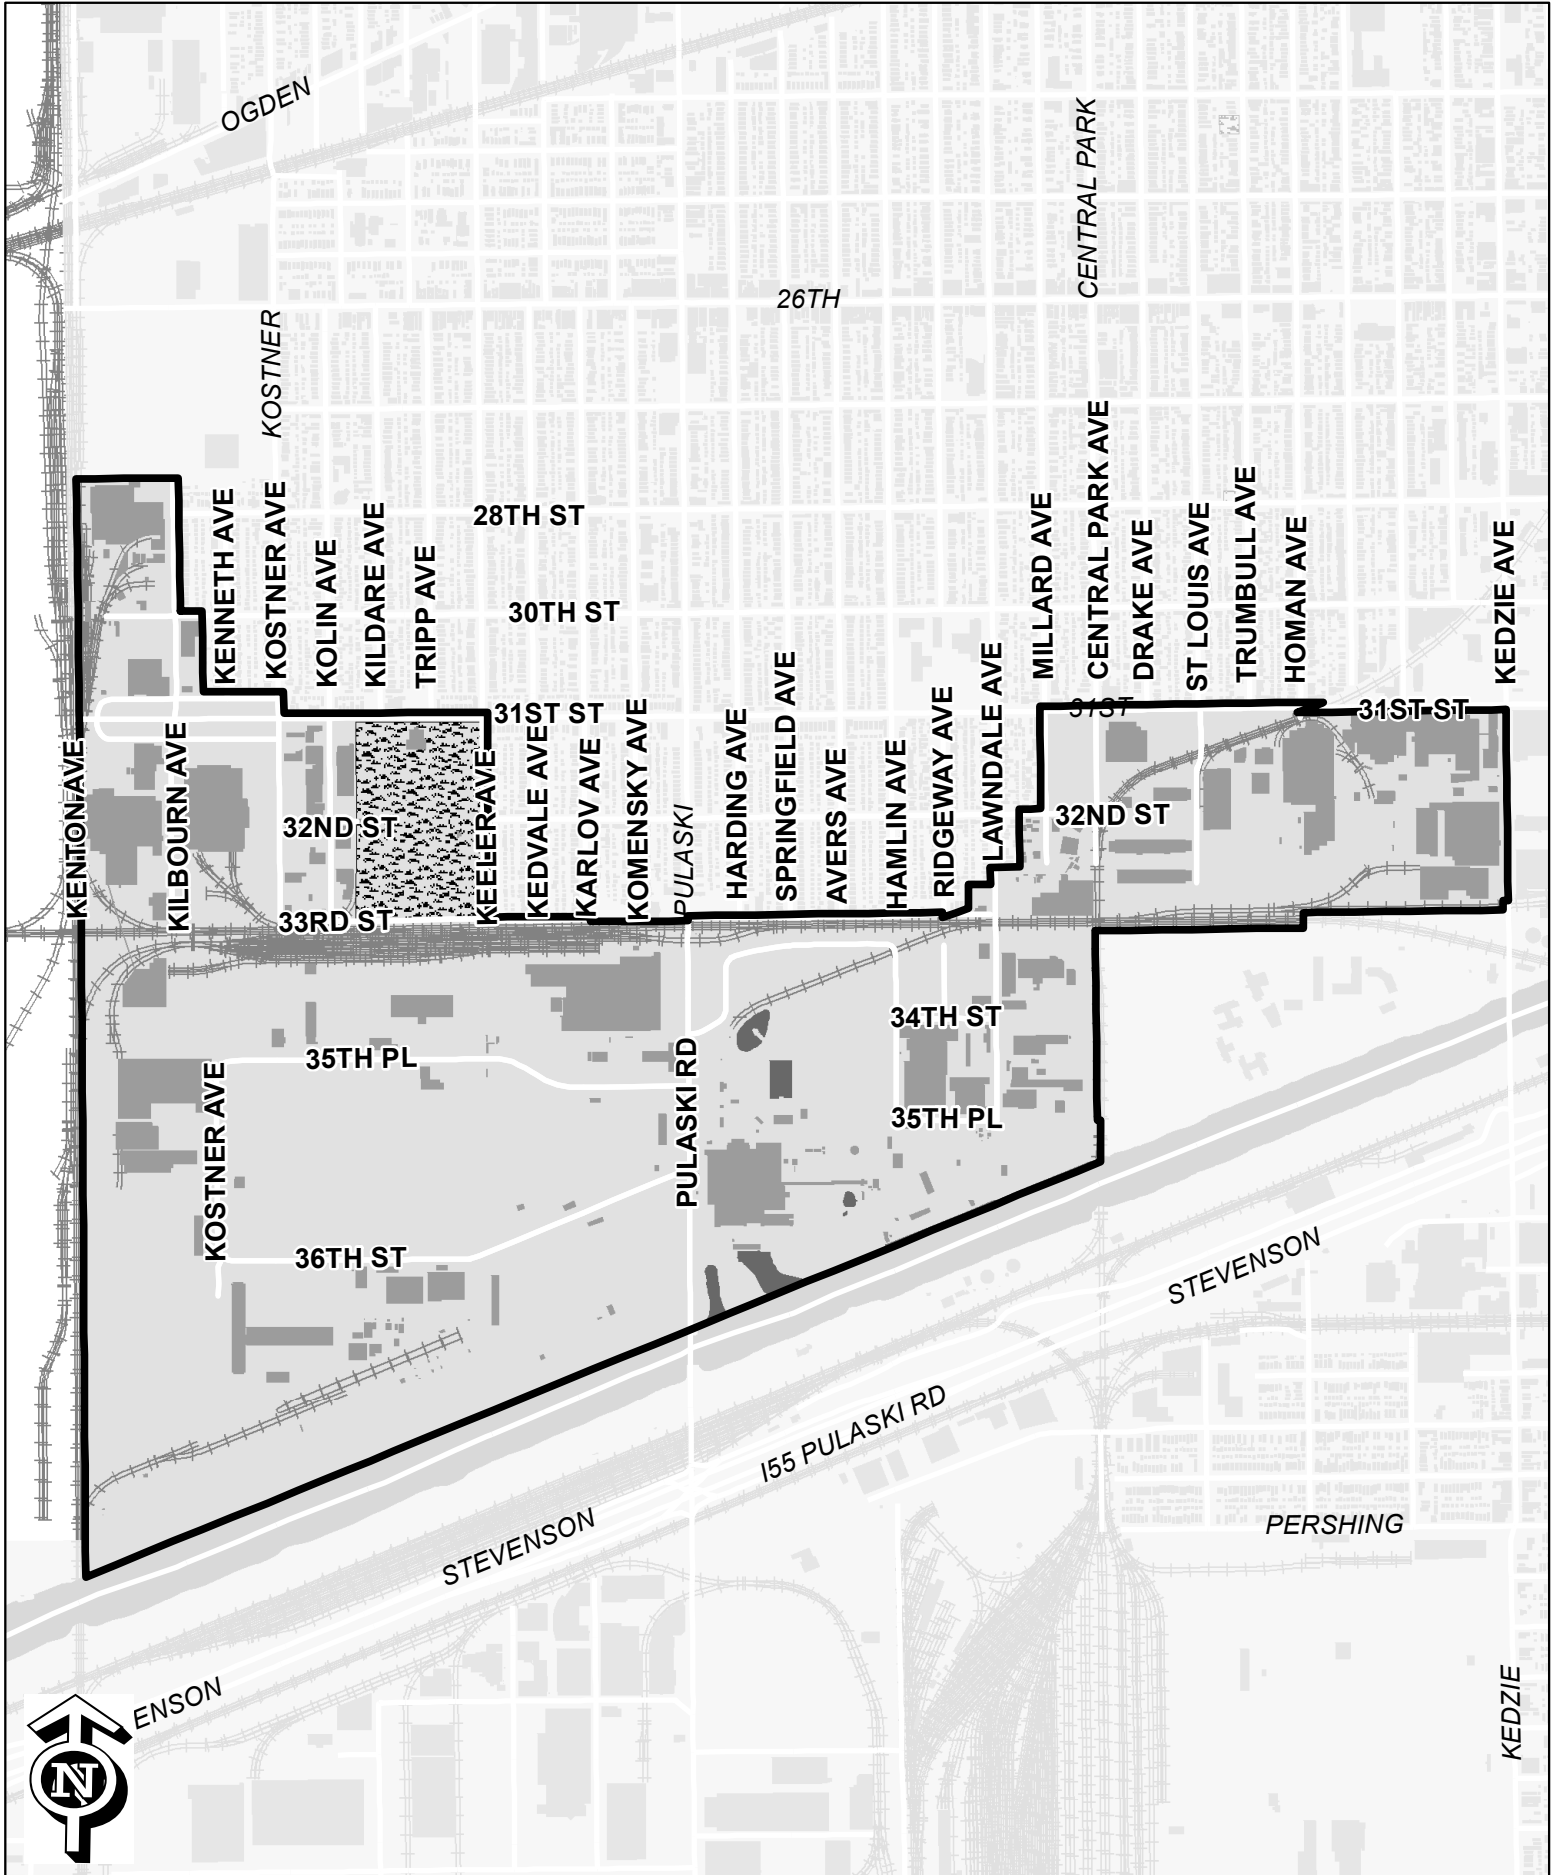 OGDEN
CENTRAL PARK
26TH
KOSTNER
28TH ST
30TH ST
KENNETH AVE
KOSTNER AVE
KOLIN AVE
KILDARE AVE
TRIPP AVE
MILLARD AVE
CENTRAL PARK AVE
DRAKE AVE
ST LOUIS AVE
TRUMBULL AVE
HOMAN AVE
KEDZIE AVE
31ST ST
31ST
31ST ST
KENTON AVE
KILBOURN AVE
32ND ST
33RD ST
KEELER AVE
KEDVALE AVE
KARLOV AVE
KOMENSKY AVE
PULASKI
HARDING AVE
SPRINGFIELD AVE
AVERS AVE
HAMLIN AVE
RIDGEWAY AVE
LAWNDALE AVE
32ND ST
34TH ST
35TH PL
35TH PL
KOSTNER AVE
PULASKI RD
36TH ST
STEVENSON
I55 PULASKI RD
STEVENSON
PERSHING
ENSON
KEDZIE
N